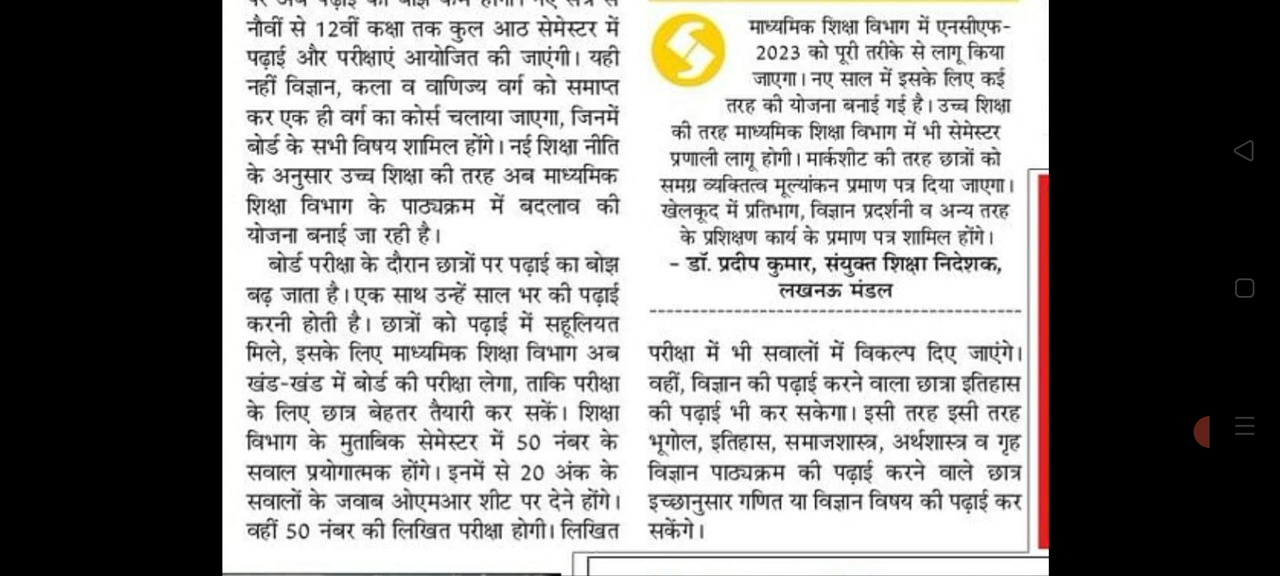 नौवीं से 12वीं कक्षा तक कुल आठ सेमेस्टर में
पढ़ाई और परीक्षाएं आयोजित की जाएंगी। यही
नहीं विज्ञान, कला व वाणिज्य वर्ग को समाप्त
कर एक ही वर्ग का कोर्स चलाया जाएगा, जिनमें
बोर्ड के सभी विषय शामिल होंगे। नई शिक्षा नीति
के अनुसार उच्च शिक्षा की तरह अब माध्यमिक
शिक्षा विभाग के पाठ्यक्रम में बदलाव की
योजना बनाई जा रही है।
बोर्ड परीक्षा के दौरान छात्रों पर पढ़ाई का बोझ
बढ़ जाता है। एक साथ उन्हें साल भर की पढ़ाई
करनी होती है। छात्रों को पढ़ाई में सहूलियत
मिले, इसके लिए माध्यमिक शिक्षा विभाग अब
खंड-खंड में बोर्ड की परीक्षा लेगा, ताकि परीक्षा
के लिए छात्र बेहतर तैयारी कर सकें। शिक्षा
विभाग के मुताबिक सेमेस्टर में 50 नंबर के
सवाल प्रयोगात्मक होंगे। इनमें से 20 अंक के
सवालों के जवाब ओएमआर शीट पर देने होंगे।
वहीं 50 नंबर की लिखित परीक्षा होगी। लिखित
माध्यमिक शिक्षा विभाग में एनसीएफ-
2023 को पूरी तरीके से लागू किया
जाएगा। नए साल में इसके लिए कई
तरह की योजना बनाई गई है। उच्च शिक्षा
की तरह माध्यमिक शिक्षा विभाग में भी सेमेस्टर
प्रणाली लागू होगी। मार्कशीट की तरह छात्रों को
समग्र व्यक्तित्व मूल्यांकन प्रमाण पत्र दिया जाएगा।
खेलकूद में प्रतिभाग, विज्ञान प्रदर्शनी व अन्य तरह
के प्रशिक्षण कार्य के प्रमाण पत्र शामिल होंगे।
- डॉ. प्रदीप कुमार, संयुक्त शिक्षा निदेशक,
लखनऊ मंडल
परीक्षा में भी सवालों में विकल्प दिए जाएंगे।
वहीं, विज्ञान की पढ़ाई करने वाला छात्रा इतिहास
की पढ़ाई भी कर सकेगा। इसी तरह इसी तरह
भूगोल, इतिहास, समाजशास्त्र, अर्थशास्त्र व गृह
विज्ञान पाठ्यक्रम की पढ़ाई करने वाले छात्र
इच्छानुसार गणित या विज्ञान विषय की पढ़ाई कर
सकेंगे।